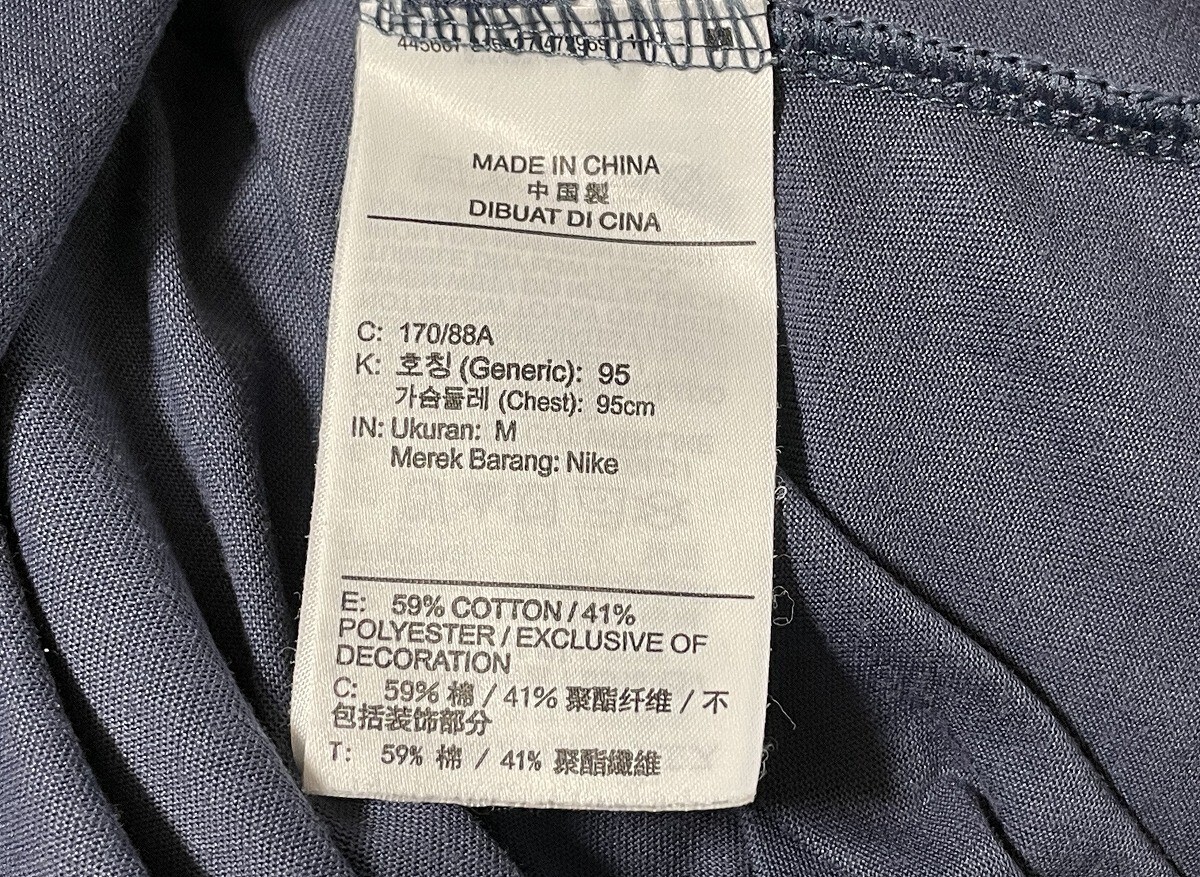 MADE IN CHINA
中国製
DIBUAT DI CINA
C: 170/88A
K: 호칭 (Generic): 95
가슴둘레 (Chest): 95cm
IN: Ukuran: M
Merek Barang: Nike
E: 59% COTTON / 41%
POLYESTER / EXCLUSIVE OF
DECORATION
C: 59% 棉 / 41% 聚酯纤维 / 不
包括装饰部分
T: 59% 棉 / 41% 聚酯纖維